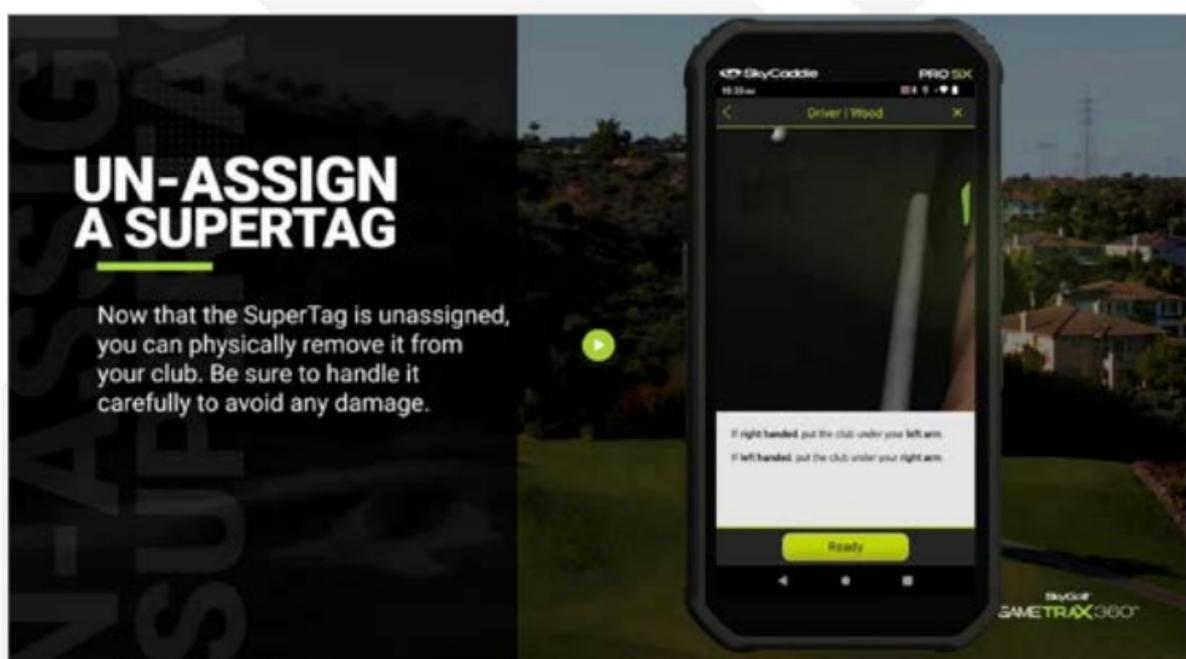 UN-ASSIGN
A SUPERTAG
Now that the SuperTag is unassigned,
you can physically remove it from
your club. Be sure to handle it
carefully to avoid any damage.
SkyCaddie PRO 5X
Driver | Wood
If right handed, put the club under your left arm.
If left handed, put the club under your right arm.
Ready
SkyGolf
GAMETRAX360°